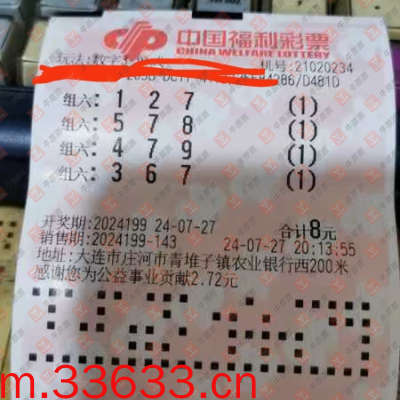 中国福利彩票
CHINA WELFARE LOTTERY
玩法:数字
机号:21020234
组六: 1 2 7 (1)
组六: 5 7 8 (1)
组六: 4 7 9 (1)
组六: 3 6 7 (1)
开奖期:2024199 24-07-27 合计8元
销售期:2024199-143 24-07-27 20:13:55
地址:大连市庄河市青堆子镇农业银行西200米
感谢您为公益事业贡献2.72元
m.33633.cn